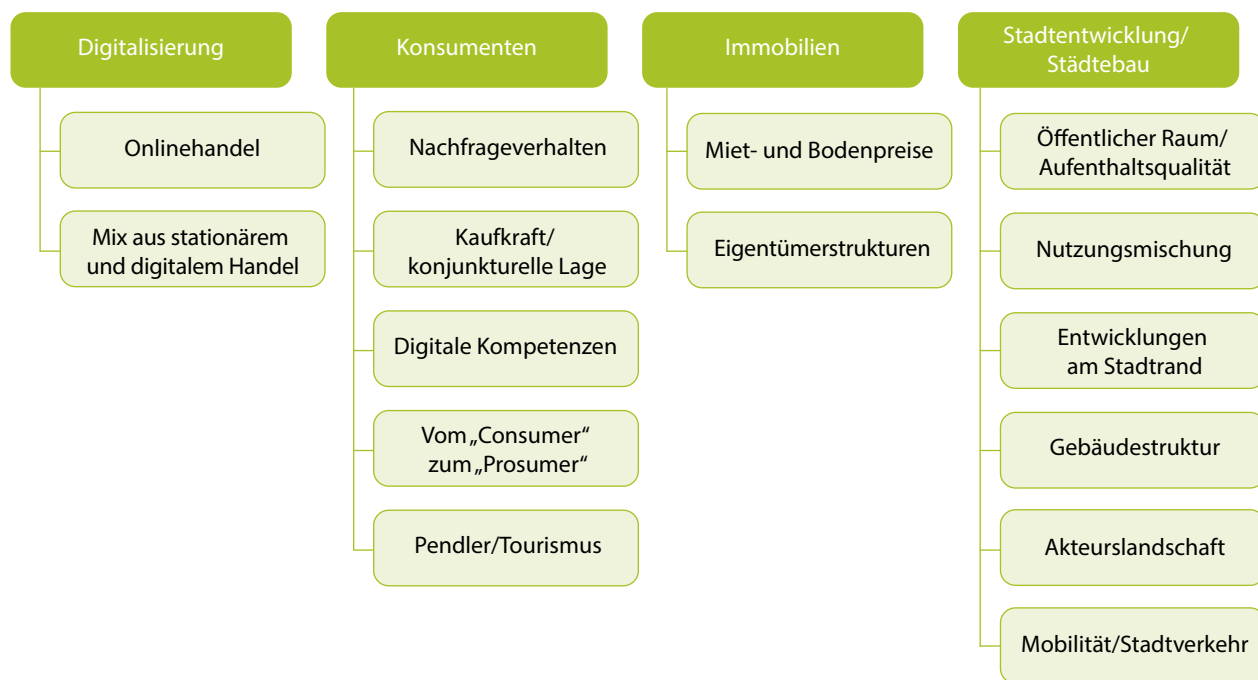 Digitalisierung
Onlinehandel
Mix aus stationärem
und digitalem Handel
Konsumenten
Nachfrageverhalten
Kaufkraft/
konjunkturelle Lage
Digitale Kompetenzen
Vom „Consumer“
zum „Prosumer“
Pendler/Tourismus
Immobilien
Miet- und Bodenpreise
Eigentümerstrukturen
Stadtentwicklung/
Städtebau
Öffentlicher Raum/
Aufenthaltsqualität
Nutzungsmischung
Entwicklungen
am Stadtrand
Gebäudestruktur
Akteurslandschaft
Mobilität/Stadtverkehr